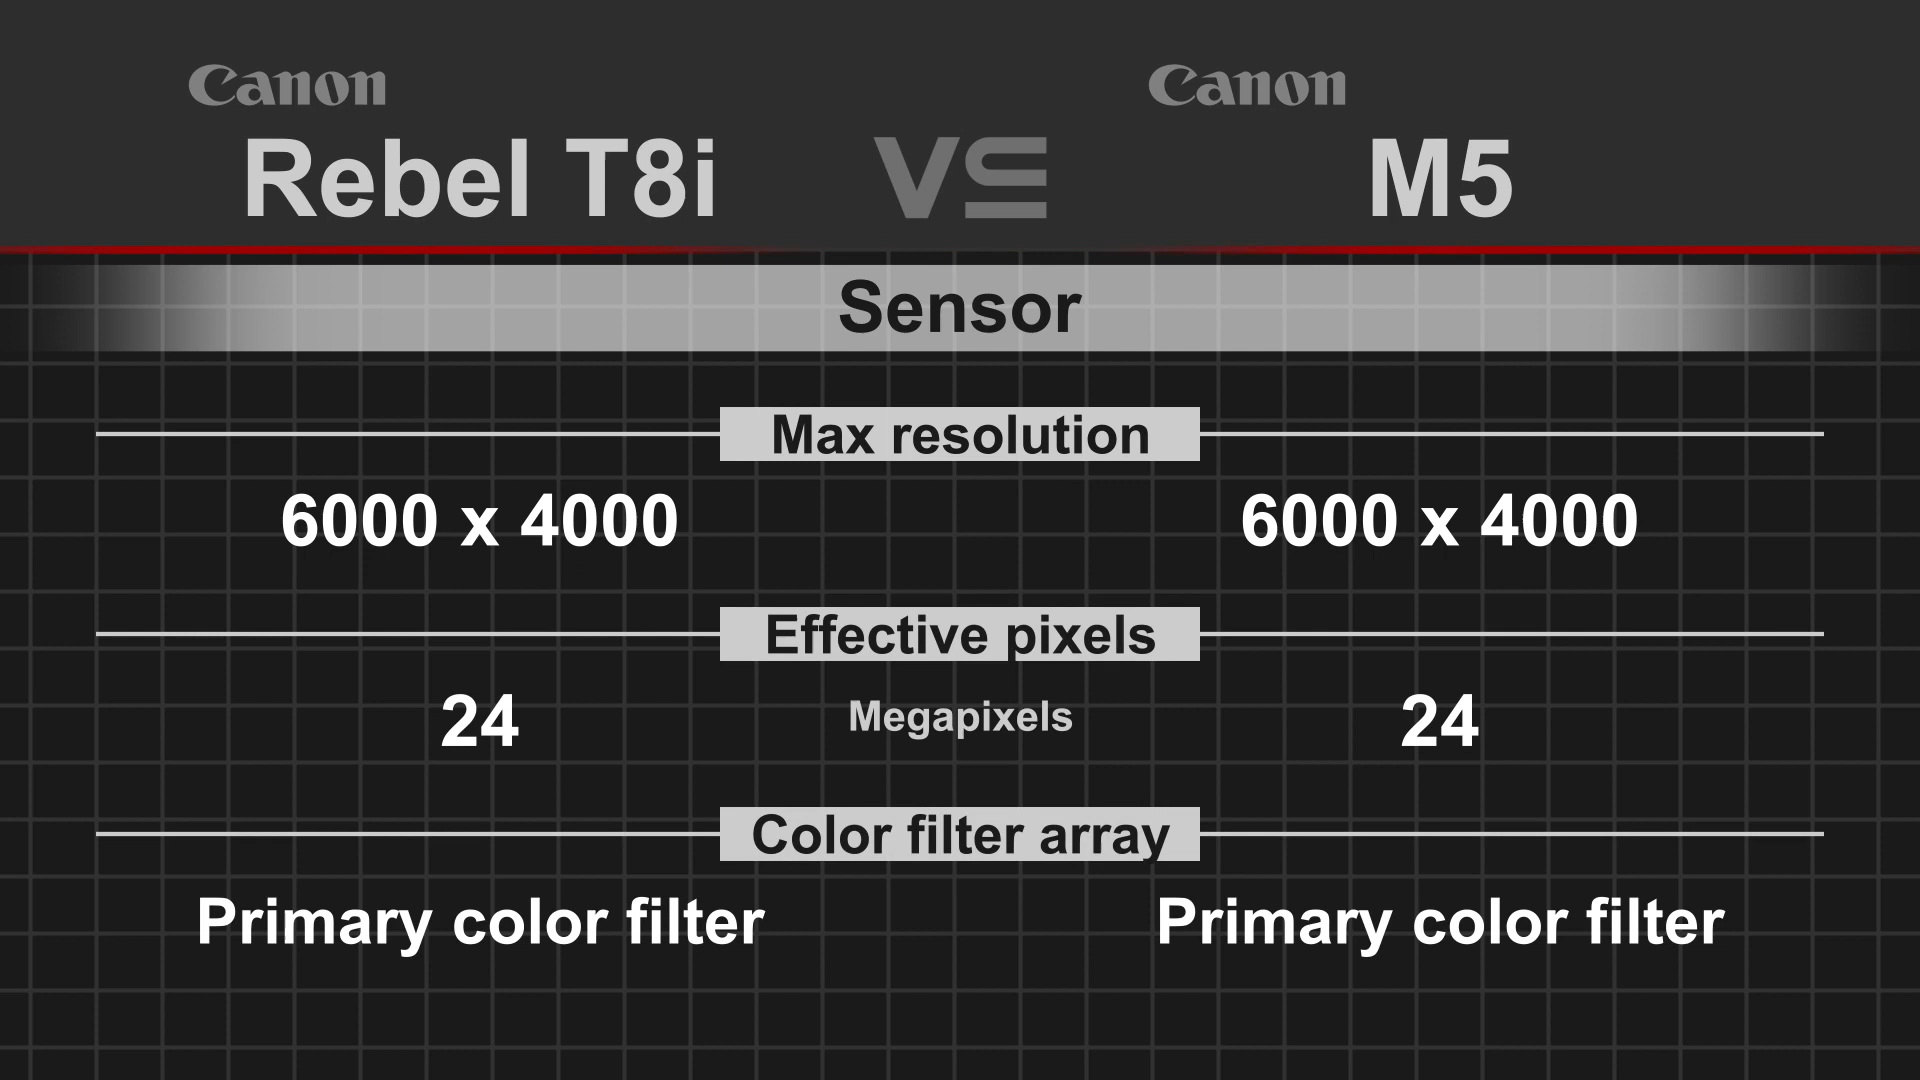 Canon
Canon
Rebel T8i
VS
M5
Sensor
Max resolution
6000 x 4000
6000 x 4000
Effective pixels
24
Megapixels
24
Color filter array
Primary color filter
Primary color filter